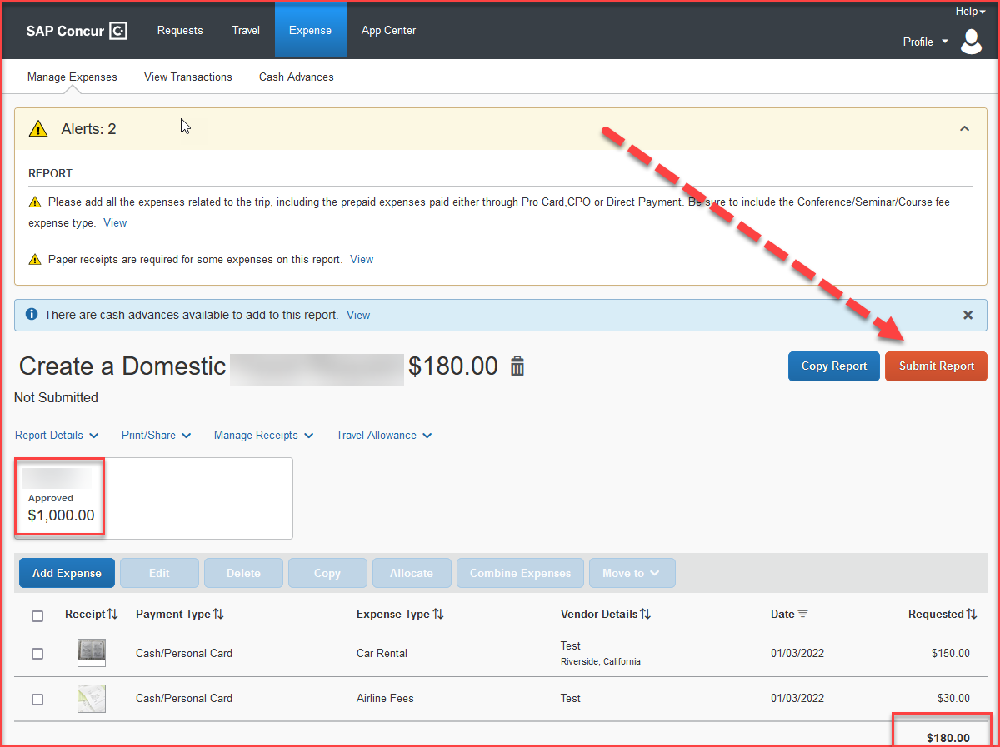 Help
SAP Concur C
Requests Travel Expense App Center
Profile
Manage Expenses View Transactions Cash Advances
Alerts: 2
REPORT
Please add all the expenses related to the trip, including the prepaid expenses paid either through Pro Card,CPO or Direct Payment. Be sure to include the Conference/Seminar/Course fee
expense type. View
Paper receipts are required for some expenses on this report. View
There are cash advances available to add to this report. View
Create a Domestic $180.00
Copy Report Submit Report
Not Submitted
Report Details Print/Share Manage Receipts Travel Allowance
Approved
$1,000.00
Add Expense Edit Delete Copy Allocate Combine Expenses Move to
Receipt Payment Type Expense Type Vendor Details Date Requested
Cash/Personal Card Car Rental Test 01/03/2022 $150.00
Riverside, California
Cash/Personal Card Airline Fees Test 01/03/2022 $30.00
$180.00